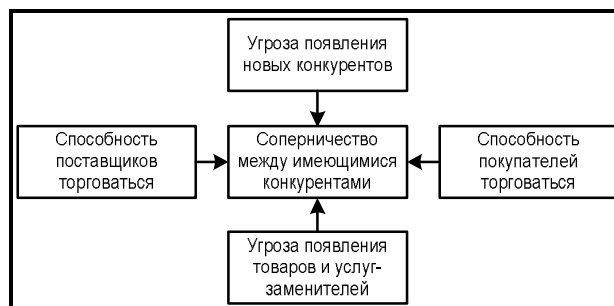 Угроза появления
новых конкурентов
Способность
поставщиков
торговаться
Соперничество
между имеющимися
конкурентами
Способность
покупателей
торговаться
Угроза появления
товаров и услуг-
заменителей